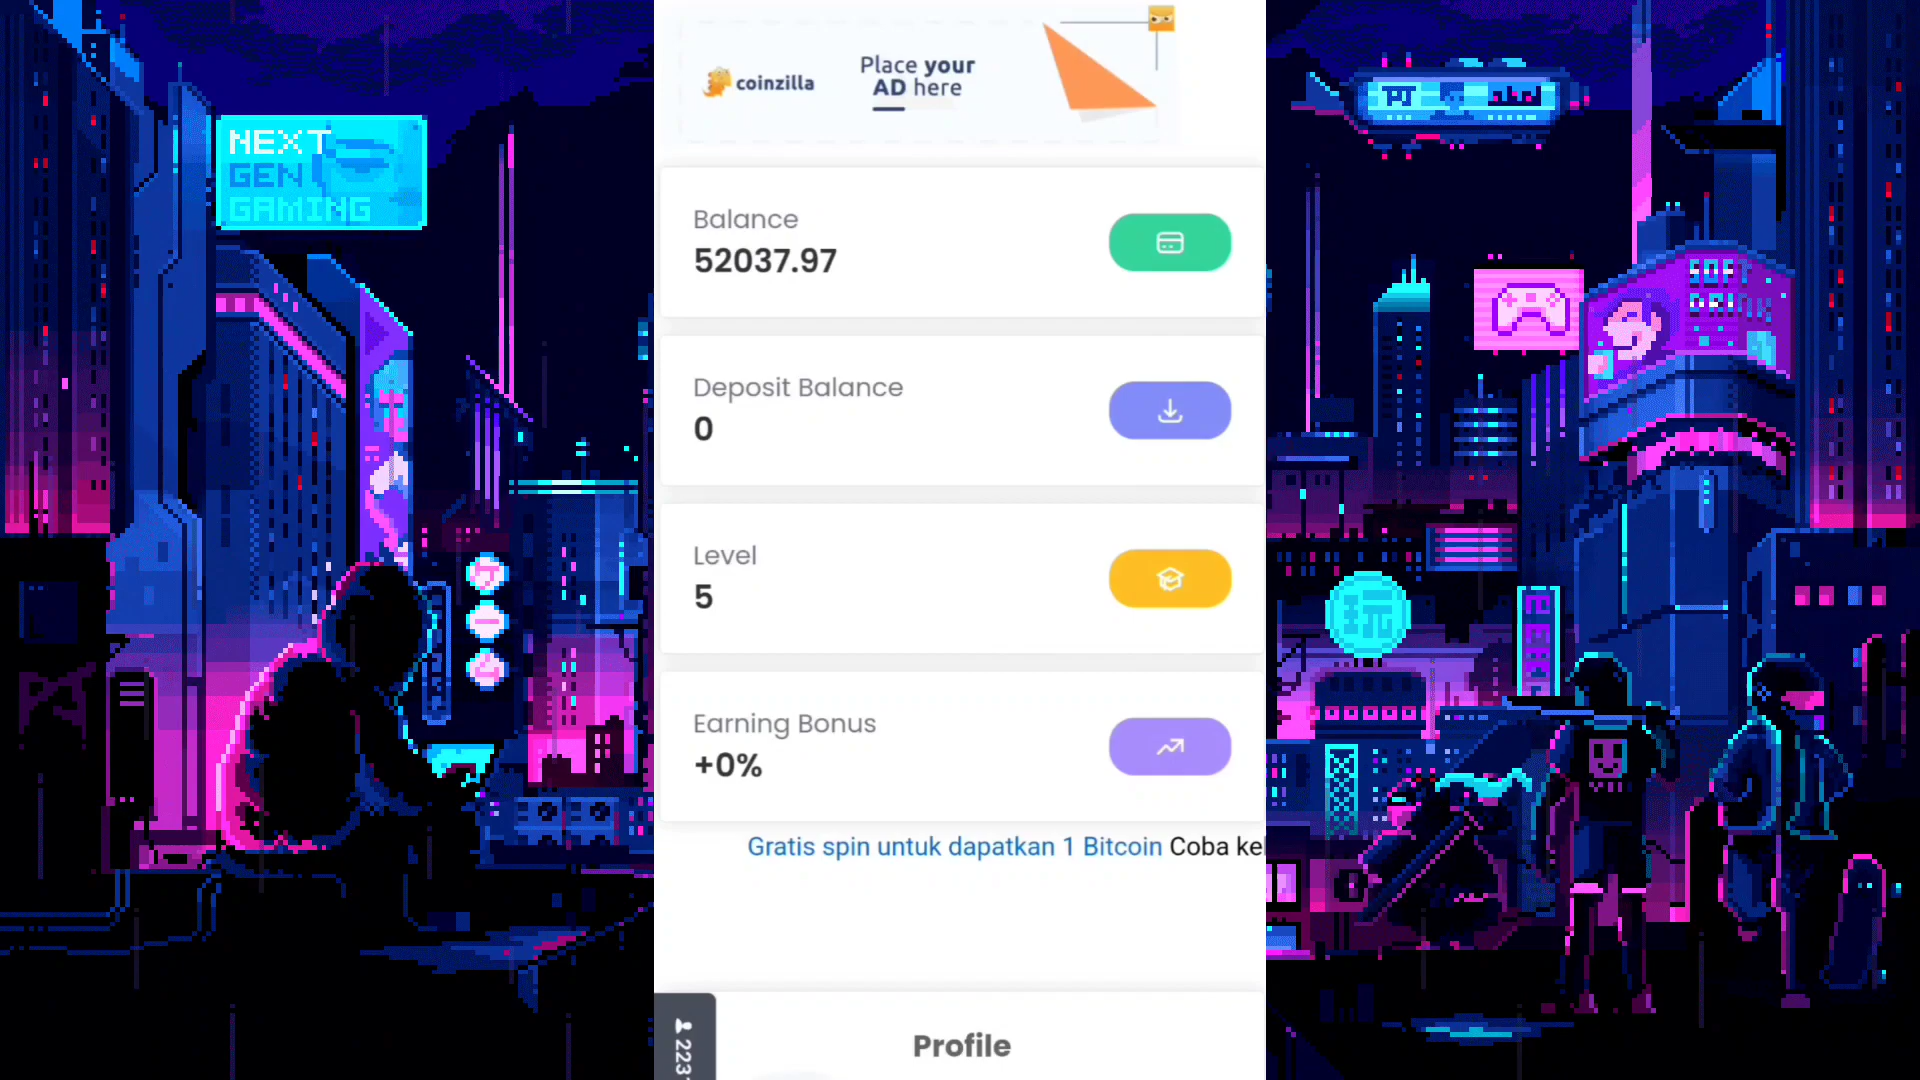 NEXT
GEN
GAMING
coinzilla
Place your
AD here
Balance
52037.97
Deposit Balance
0
Level
5
Earning Bonus
+0%
Gratis spin untuk dapatkan 1 Bitcoin Coba
Profile
223